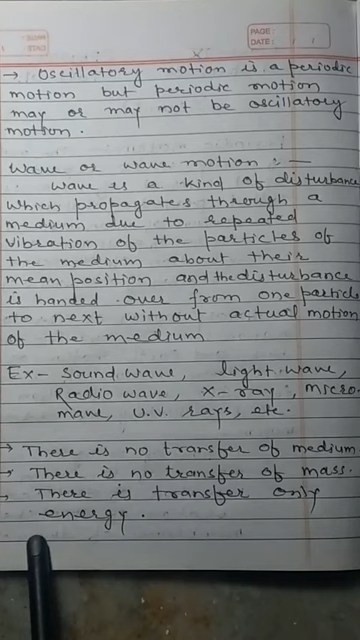 PAGE:
DATE: / /
→ Oscillatory motion is a periodic
motion but periodic motion
may or may not be oscillatory
motion.
Wave or wave motion :—
Wave is a kind of disturbance
which propagates through a
medium due to repeated
vibration of the particles of
the medium about their
mean position and the disturbance
is handed over from one particle
to next without actual motion
of the medium
Ex- Sound wave, light wave,
Radio wave, x-ray, micro-
mave, U.V. rays, etc.
→ There is no transfer of medium
→ There is no transfer of mass.
→ There is transfer only
energy.